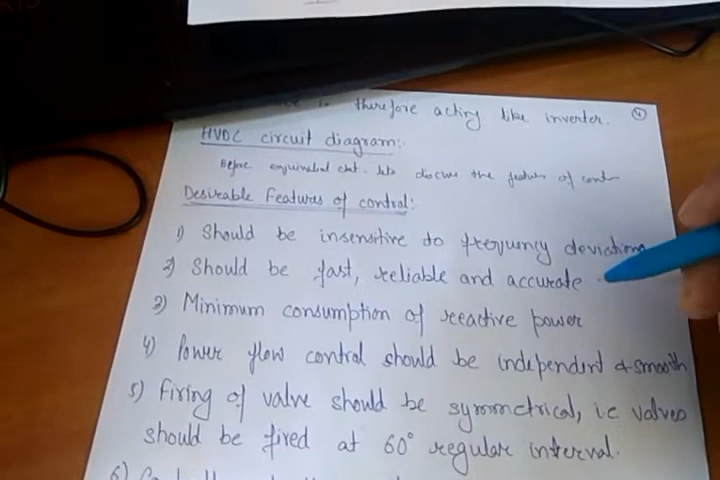 is therefore acting like inverter. 4
HVDC circuit diagram:-
Before equivalent ckt. lets discuss the features of cont
Desireable Features of control:
1) Should be insensitive to frequency deviations
2) Should be fast, reliable and accurate
3) Minimum consumption of reactive power
4) Power flow control should be independent & smooth
5) Firing of valve should be symmetrical, i.e valves
should be fired at 60° regular interval.
6)